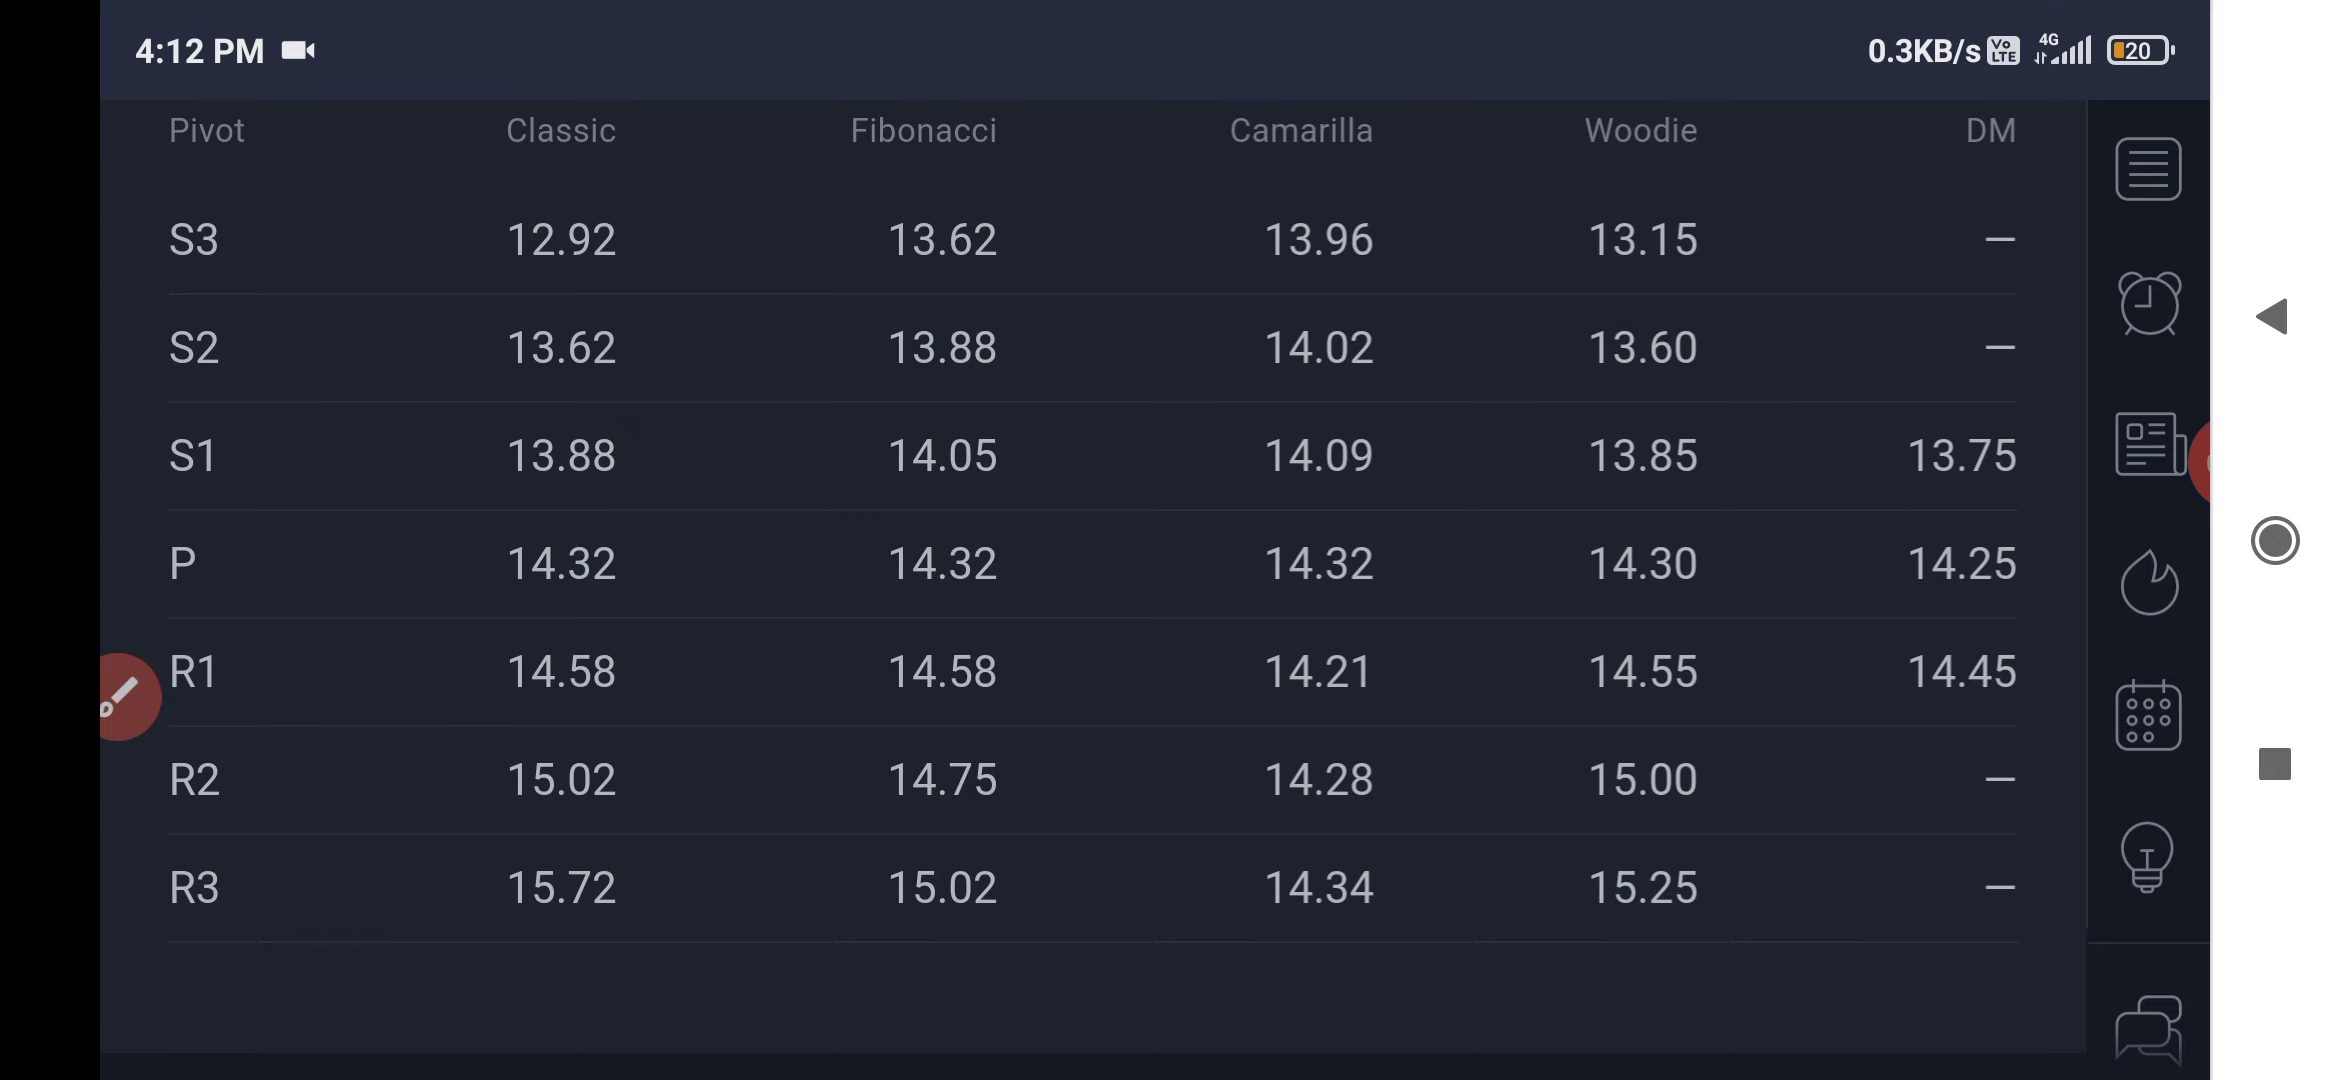 4:12 PM 0.3KB/s Vo LTE 4G 20
Pivot Classic Fibonacci Camarilla Woodie DM
S3 12.92 13.62 13.96 13.15 —
S2 13.62 13.88 14.02 13.60 —
S1 13.88 14.05 14.09 13.85 13.75
P 14.32 14.32 14.32 14.30 14.25
R1 14.58 14.58 14.21 14.55 14.45
R2 15.02 14.75 14.28 15.00 —
R3 15.72 15.02 14.34 15.25 —